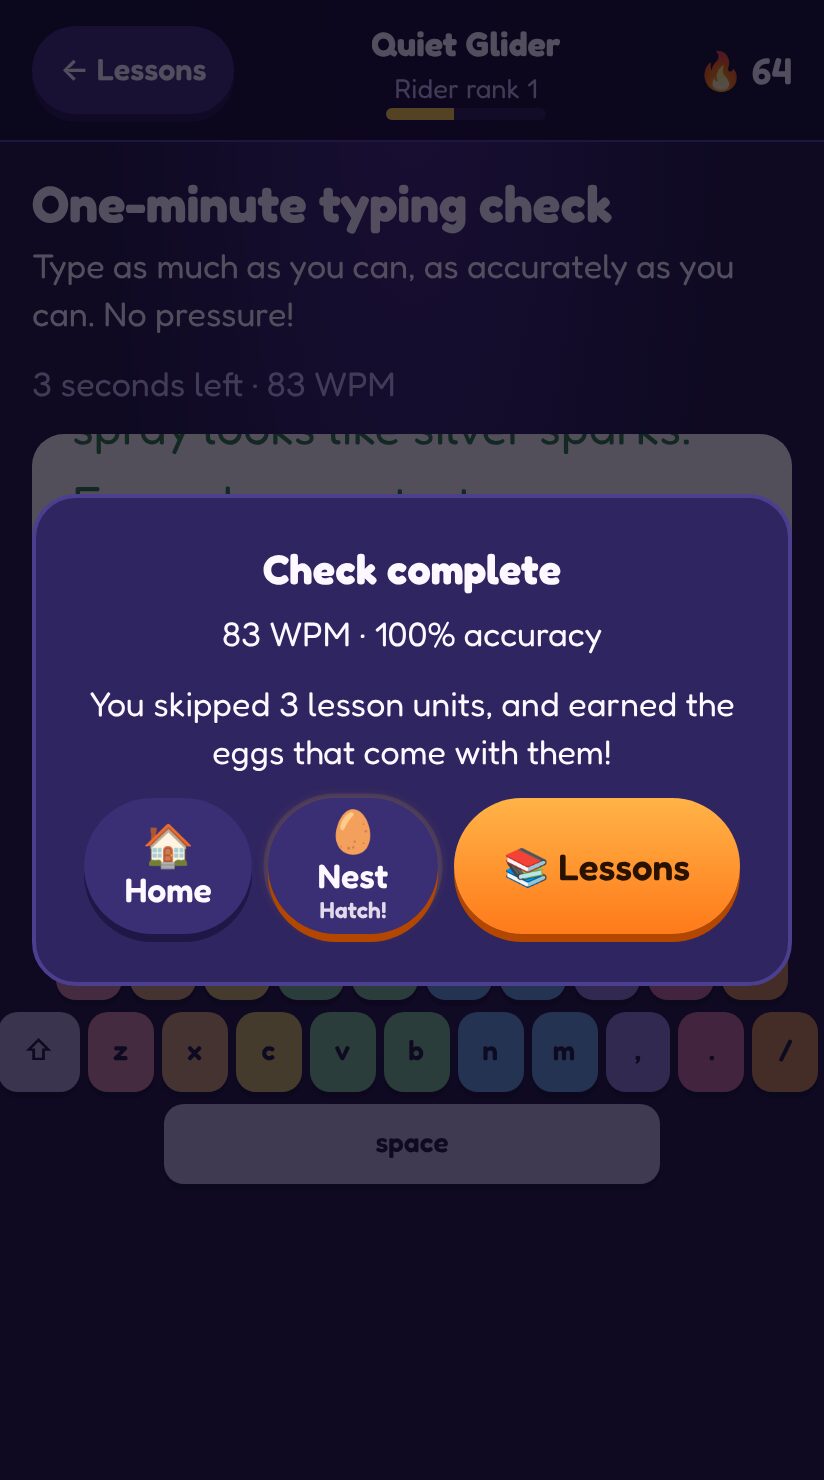 ← Lessons
Quiet Glider
Rider rank 1
64
One-minute typing check
Type as much as you can, as accurately as you
can. No pressure!
3 seconds left · 83 WPM
spray looks like silver sparks.
Check complete
83 WPM · 100% accuracy
You skipped 3 lesson units, and earned the
eggs that come with them!
Home
Nest
Hatch!
Lessons
z x c v b n m , . /
space